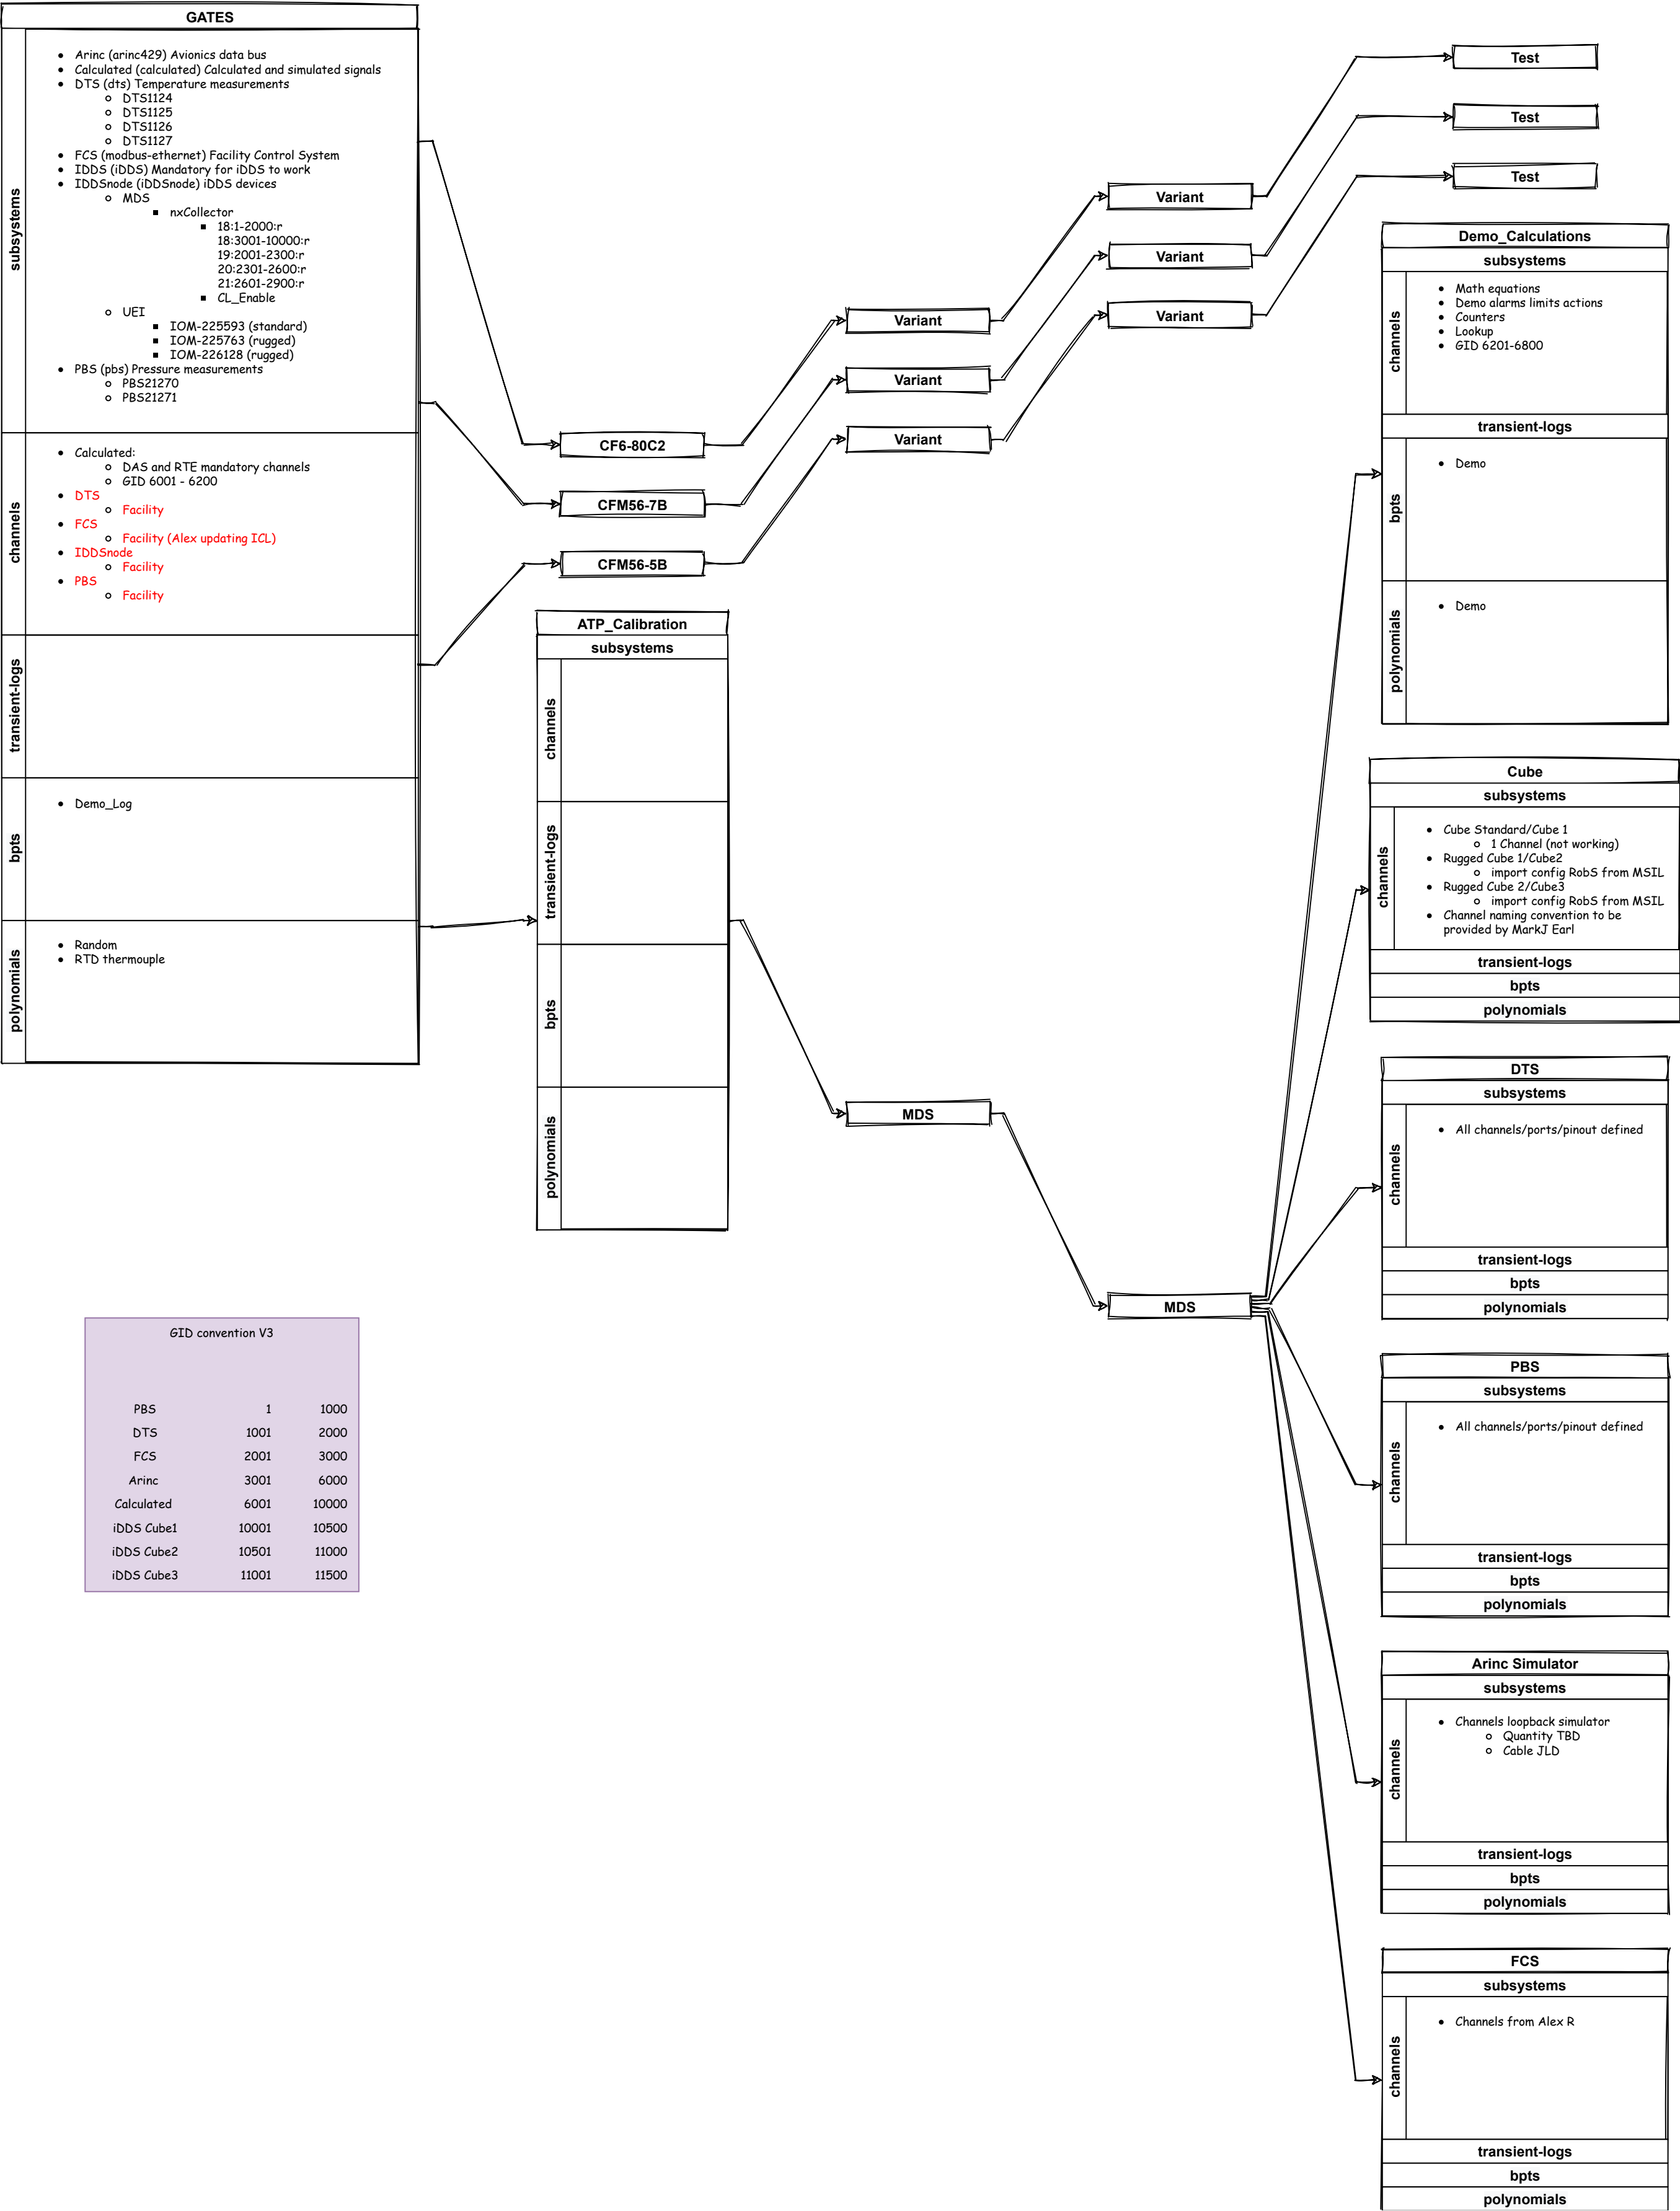 GATES
subsystems
Arinc (arinc429) Avionics data bus
Calculated (calculated) Calculated and simulated signals
DTS (dts) Temperature measurements
DTS1124
DTS1125
DTS1126
DTS1127
FCS (modbus-ethernet) Facility Control System
IDDS (iDDS) Mandatory for iDDS to work
IDDSnode (iDDSnode) iDDS devices
MDS
nxCollector
18:1-2000:r
18:3001-10000:r
19:2001-2300:r
20:2301-2600:r
21:2601-2900:r
CL_Enable
UEI
IOM-225593 (standard)
IOM-225763 (rugged)
IOM-226128 (rugged)
PBS (pbs) Pressure measurements
PBS21270
PBS21271
channels
Calculated:
DAS and RTE mandatory channels
GID 6001 - 6200
DTS
Facility
FCS
Facility (Alex updating ICL)
IDDSnode
Facility
PBS
Facility
transient-logs
bpts
Demo_Log
polynomials
Random
RTD thermouple
CF6-80C2
CFM56-7B
CFM56-5B
Variant
Variant
Variant
Variant
Variant
Variant
Test
Test
Test
ATP_Calibration
subsystems
channels
transient-logs
bpts
polynomials
MDS
MDS
Demo_Calculations
subsystems
channels
Math equations
Demo alarms limits actions
Counters
Lookup
GID 6201-6800
transient-logs
bpts
Demo
polynomials
Demo
Cube
subsystems
channels
Cube Standard/Cube 1
1 Channel (not working)
Rugged Cube 1/Cube2
import config RobS from MSIL
Rugged Cube 2/Cube3
import config RobS from MSIL
Channel naming convention to be
provided by MarkJ Earl
transient-logs
bpts
polynomials
DTS
subsystems
channels
All channels/ports/pinout defined
transient-logs
bpts
polynomials
PBS
subsystems
channels
All channels/ports/pinout defined
transient-logs
bpts
polynomials
Arinc Simulator
subsystems
channels
Channels loopback simulator
Quantity TBD
Cable JLD
transient-logs
bpts
polynomials
FCS
subsystems
channels
Channels from Alex R
transient-logs
bpts
polynomials
GID convention V3
PBS 1 1000
DTS 1001 2000
FCS 2001 3000
Arinc 3001 6000
Calculated 6001 10000
iDDS Cube1 10001 10500
iDDS Cube2 10501 11000
iDDS Cube3 11001 11500